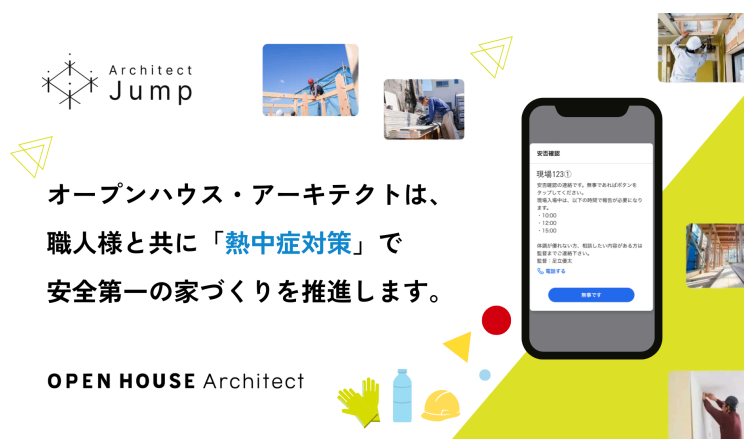 Architect
Jump
オープンハウス・アーキテクトは、
職人様と共に「熱中症対策」で
安全第一の家づくりを推進します。
OPEN HOUSE Architect
安否確認
現場123①
安否確認の連絡です。無事であればボタンを
タップしてください。
現場入場中は、以下の時間で報告が必要になり
ます。
・10:00
・12:00
・15:00
体調が優れない方、相談したい内容がある方は
監督までご連絡下さい。
監督：足立優太
電話する
無事です